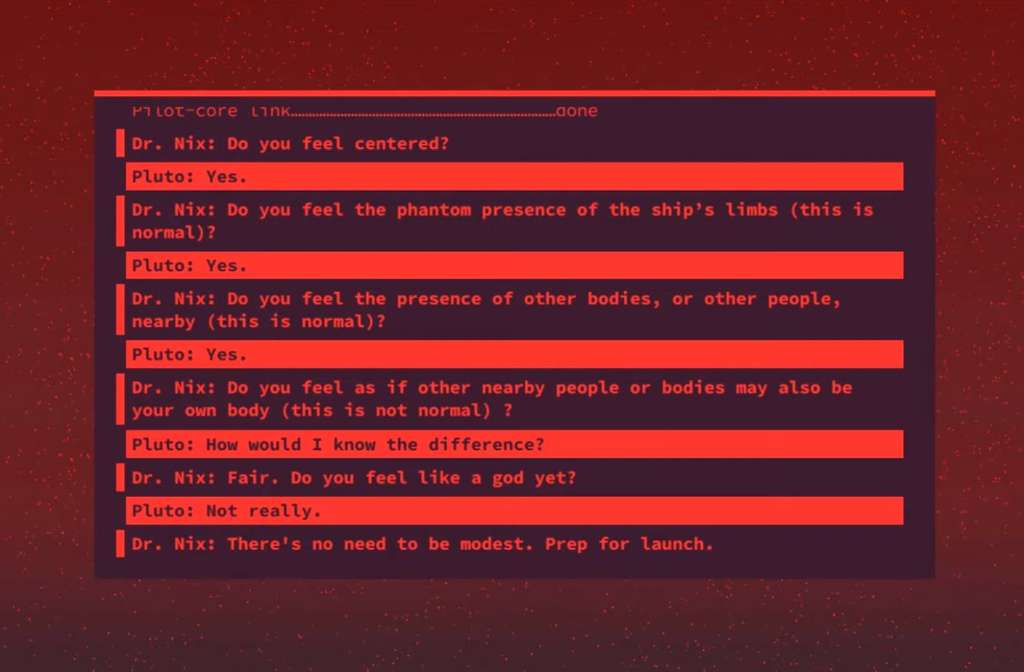 Pilot-core link……………………………………………………done
Dr. Nix: Do you feel centered?
Pluto: Yes.
Dr. Nix: Do you feel the phantom presence of the ship’s limbs (this is
normal)?
Pluto: Yes.
Dr. Nix: Do you feel the presence of other bodies, or other people,
nearby (this is normal)?
Pluto: Yes.
Dr. Nix: Do you feel as if other nearby people or bodies may also be
your own body (this is not normal) ?
Pluto: How would I know the difference?
Dr. Nix: Fair. Do you feel like a god yet?
Pluto: Not really.
Dr. Nix: There's no need to be modest. Prep for launch.